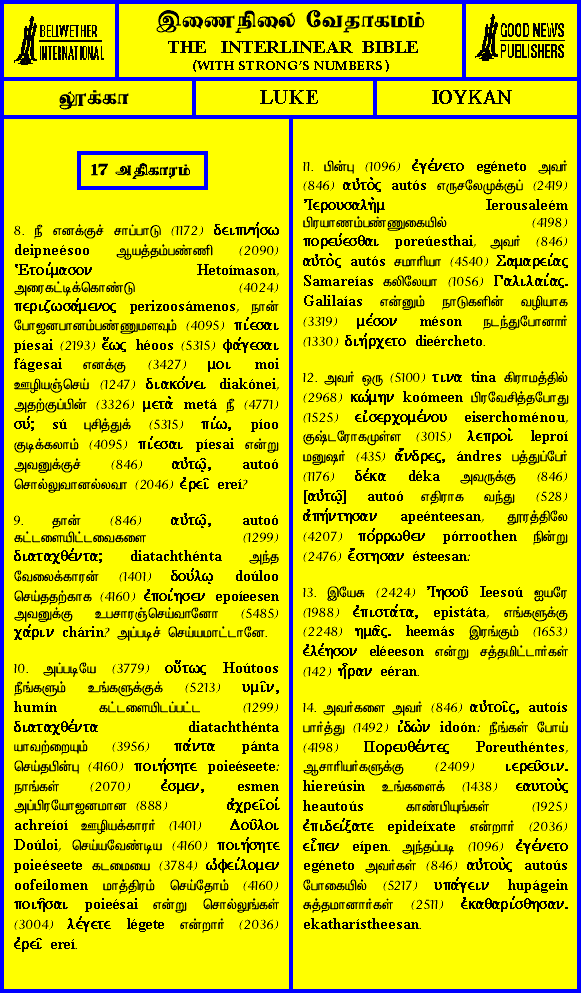 BELLWETHER
INTERNATIONAL
இணைநிலை வேதாகமம்
THE INTERLINEAR BIBLE
(WITH STRONG'S NUMBERS)
GOOD NEWS
PUBLISHERS
லூக்கா
LUKE
ΙΟΥΚΑΝ
17 அதிகாரம்
8. நீ எனக்குச் சாப்பாடு (1172) δειπνήσω
deipneésoo ஆயத்தம்பண்ணி (2090)
Ἑτοίμασον Hetoímason,
அரைகட்டிக்கொண்டு (4024)
περιζωσάμενος perizoosámenos, நான்
போஜனபானம்பண்ணுமளவும் (4095) πίεσαι
píesai (2193) ἕως héoos (5315) φάγεσαι
fágesai எனக்கு (3427) μοι moi
ஊழியஞ்செய் (1247) διακόνει diakónei,
அதற்குப்பின் (3326) μετὰ metá நீ (4771)
σύ; sú புசித்துக் (5315) πίω, píoo
குடிக்கலாம் (4095) πίεσαι píesai என்று
அவனுக்குச் (846) αὐτῷ, autoó
சொல்லுவானல்லவா (2046) ἐρεῖ ereí?
9. தான் (846) αὐτῷ, autoó
கட்டளையிட்டவைகளை (1299)
διαταχθέντα; diatachthénta அந்த
வேலைக்காரன் (1401) δούλῳ doúloo
செய்ததற்காக (4160) ἐποίησεν epoíeesen
அவனுக்கு உபசாரஞ்செய்வானோ (5485)
χάριν chárin? அப்படிச் செய்யமாட்டானே.
10. அப்படியே (3779) οὕτως Hoútoos
நீங்களும் உங்களுக்குக் (5213) υμῖν,
humín கட்டளையிடப்பட்ட (1299)
διαταχθέντα diatachthénta
யாவற்றையும் (3956) πάντα pánta
செய்தபின்பு (4160) ποιήσητε poieéseete:
நாங்கள் (2070) ἐσμεν, esmen
அப்பிரயோஜனமான (888) ἀχρεῖοί
achreíoí ஊழியக்காரர் (1401) Δοῦλοι
Doúloi, செய்யவேண்டிய (4160) ποιήσητε
poieéseete கடமையை (3784) ὠφείλομεν
oofeílomen மாத்திரம் செய்தோம் (4160)
ποιῆσαι poieésai என்று சொல்லுங்கள்
(3004) λέγετε légete என்றார் (2036)
ἐρεῖ ereí.
11. பின்பு (1096) ἐγένετο egéneto அவர்
(846) αὐτὸς autós எருசலேமுக்குப் (2419)
Ἰερουσαλὴμ Ierousaleém
பிரயாணம்பண்ணுகையில் (4198)
πορεύεσθαι poreúesthai, அவர் (846)
αὐτὸς autós சமாரியா (4540) Σαμαρείας
Samareías கலிலேயா (1056) Γαλιλαίας.
Galilaías என்னும் நாடுகளின் வழியாக
(3319) μέσον méson நடந்துபோனார்
(1330) διήρχετο dieércheto.
12. அவர் ஒரு (5100) τινα tina கிராமத்தில்
(2968) κώμην koómeen பிரவேசித்தபோது
(1525) εἰσερχομένου eiserchoménou,
குஷ்டரோகமுள்ள (3015) λεπροὶ leproí
மனுஷர் (435) ἄνδρες, ándres பத்துப்பேர்
(1176) δέκα déka அவருக்கு (846)
[αὐτῷ] autoó எதிராக வந்து (528)
ἀπήντησαν apeénteesan, தூரத்திலே
(4207) πόρρωθεν pórroothen நின்று
(2476) ἔστησαν ésteesan:
13. இயேசு (2424) Ἰησοῦ Ieesoú ஐயரே
(1988) ἐπιστάτα, epistáta, எங்களுக்கு
(2248) ημᾶς. heemás இரங்கும் (1653)
ἐλέησον eléeeson என்று சத்தமிட்டார்கள்
(142) ἦραν eéran.
14. அவர்களை அவர் (846) αὐτοῖς, autoís
பார்த்து (1492) ἰδὼν idoón: நீங்கள் போய்
(4198) Πορευθέντες Poreuthéntes,
ஆசாரியர்களுக்கு (2409) ιερεῦσιν.
hiereúsin உங்களைக் (1438) εαυτοὺς
heautoús காண்பியுங்கள் (1925)
ἐπιδείξατε epideíxate என்றார் (2036)
εἶπεν eípen. அந்தப்படி (1096) ἐγένετο
egéneto அவர்கள் (846) αὐτοὺς autoús
போகையில் (5217) υπάγειν hupágein
சுத்தமானார்கள் (2511) ἐκαθαρίσθησαν.
ekatharístheesan.